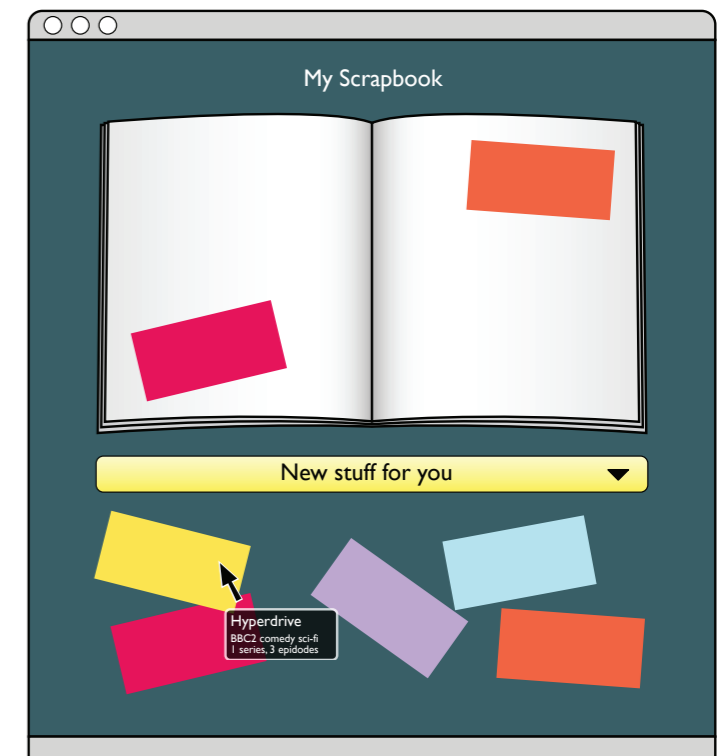 My Scrapbook
New stuff for you
Hyperdrive
BBC2 comedy sci-fi
1 series, 3 epidodes